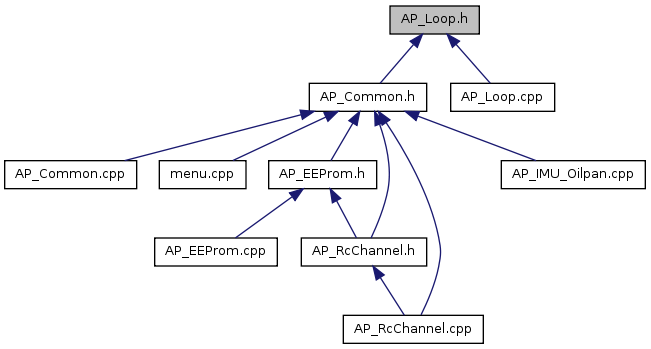 AP_Loop.h
AP_Common.h
AP_Loop.cpp
AP_Common.cpp
menu.cpp
AP_EEProm.h
AP_IMU_Oilpan.cpp
AP_EEProm.cpp
AP_RcChannel.h
AP_RcChannel.cpp